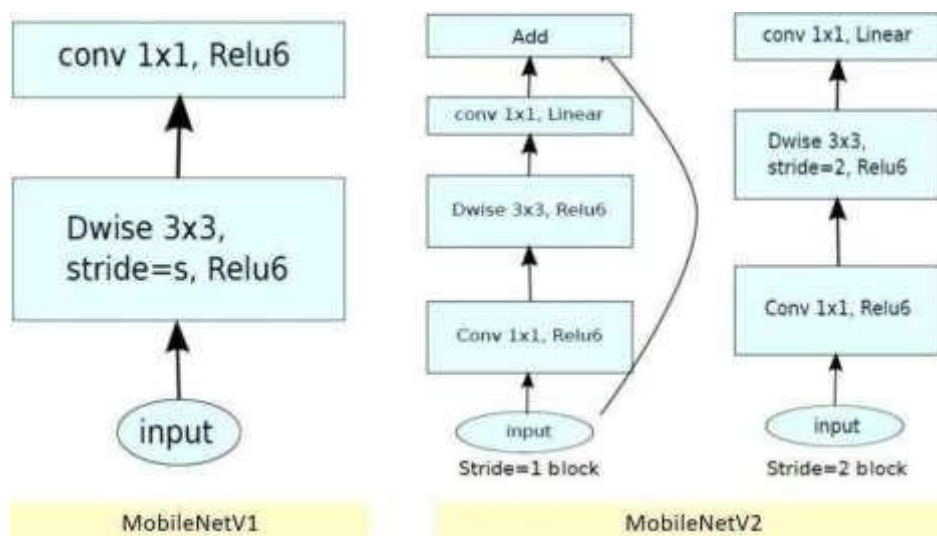 conv 1x1, Relu6
Dwise 3x3,
stride=s, Relu6
input
MobileNetV1
Add
conv 1x1, Linear
Dwise 3x3, Relu6
Conv 1x1, Relu6
input
Stride=1 block
conv 1x1, Linear
Dwise 3x3,
stride=2, Relu6
Conv 1x1, Relu6
input
Stride=2 block
MobileNetV2